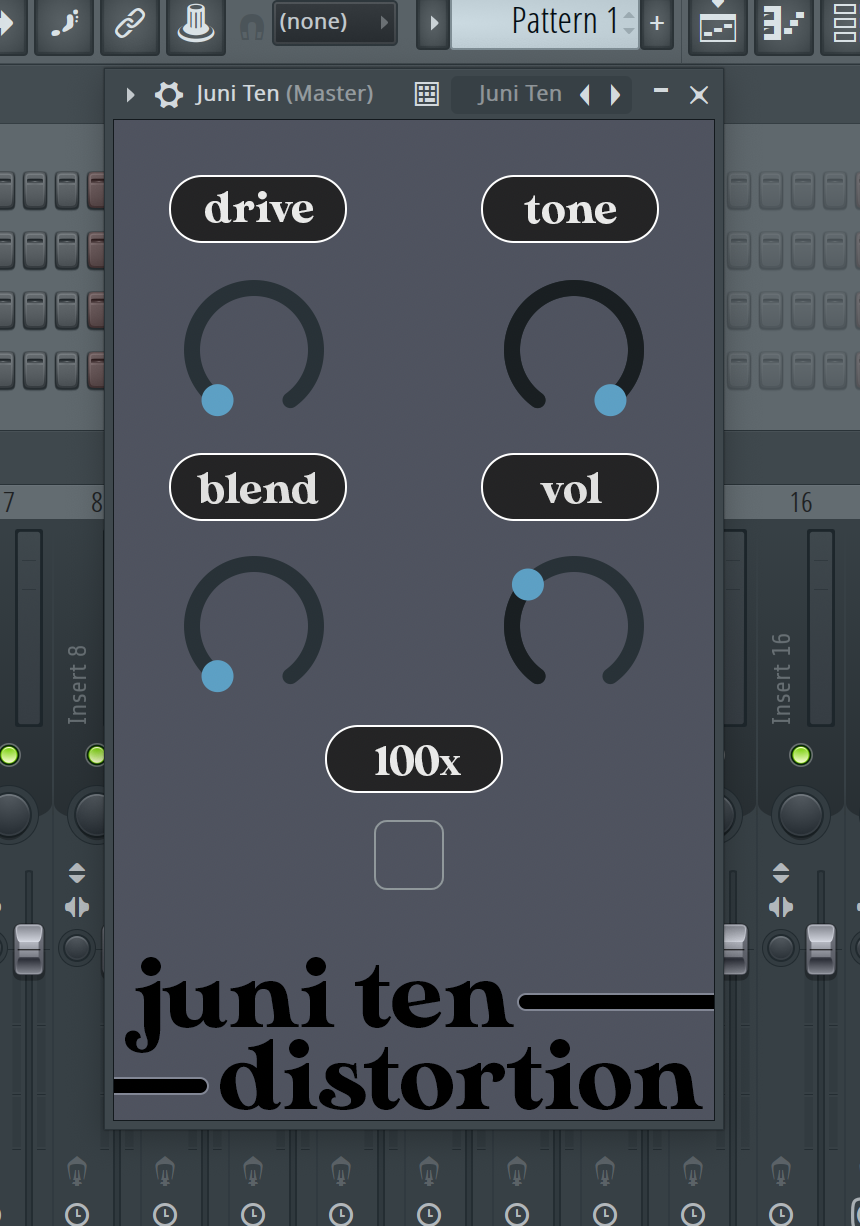 (none)
Pattern 1
+
Juni Ten (Master)
Juni Ten
drive
tone
blend
vol
7
8
16
Insert 8
Insert 16
100x
juni ten
distortion